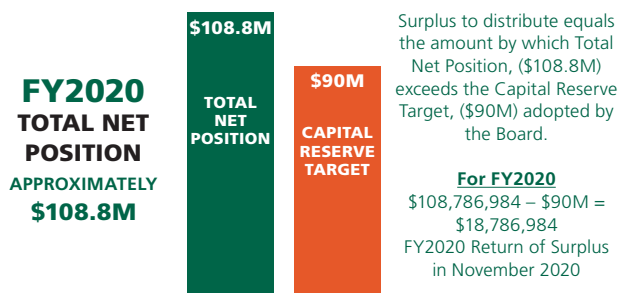 FY2020
TOTAL NET
POSITION
APPROXIMATELY
$108.8M
$108.8M
TOTAL
NET
POSITION
$90M
CAPITAL
RESERVE
TARGET
Surplus to distribute equals
the amount by which Total
Net Position, ($108.8M)
exceeds the Capital Reserve
Target, ($90M) adopted by
the Board.
For FY2020
$108,786,984 – $90M =
$18,786,984
FY2020 Return of Surplus
in November 2020